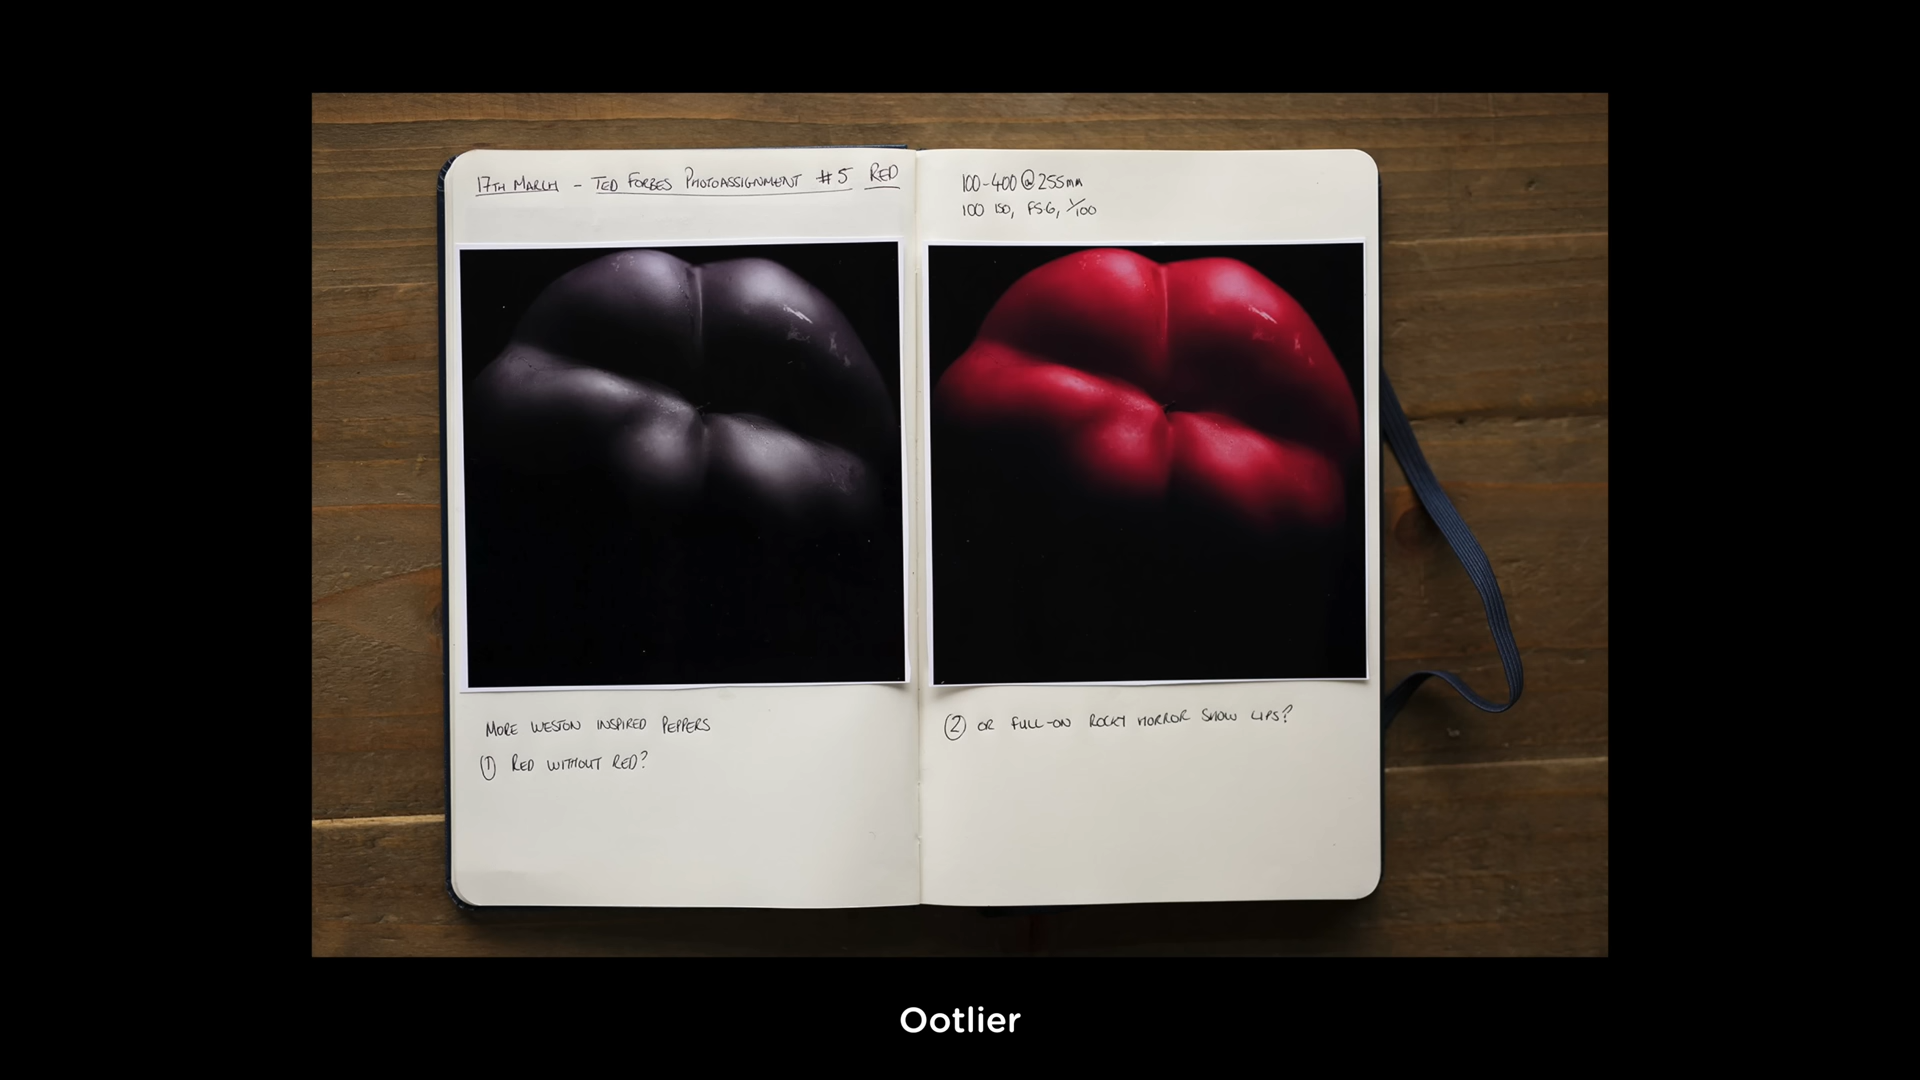 17TH MARCH - TED FORBES PHOTOASSIGNMENT #5 RED
MORE WESTON INSPIRED PEPPERS
① RED WITHOUT RED?
100-400 @ 255mm
100 ISO, F5.6, 1/100
② OR FULL-ON ROCKY HORROR SHOW LIPS?
Ootlier